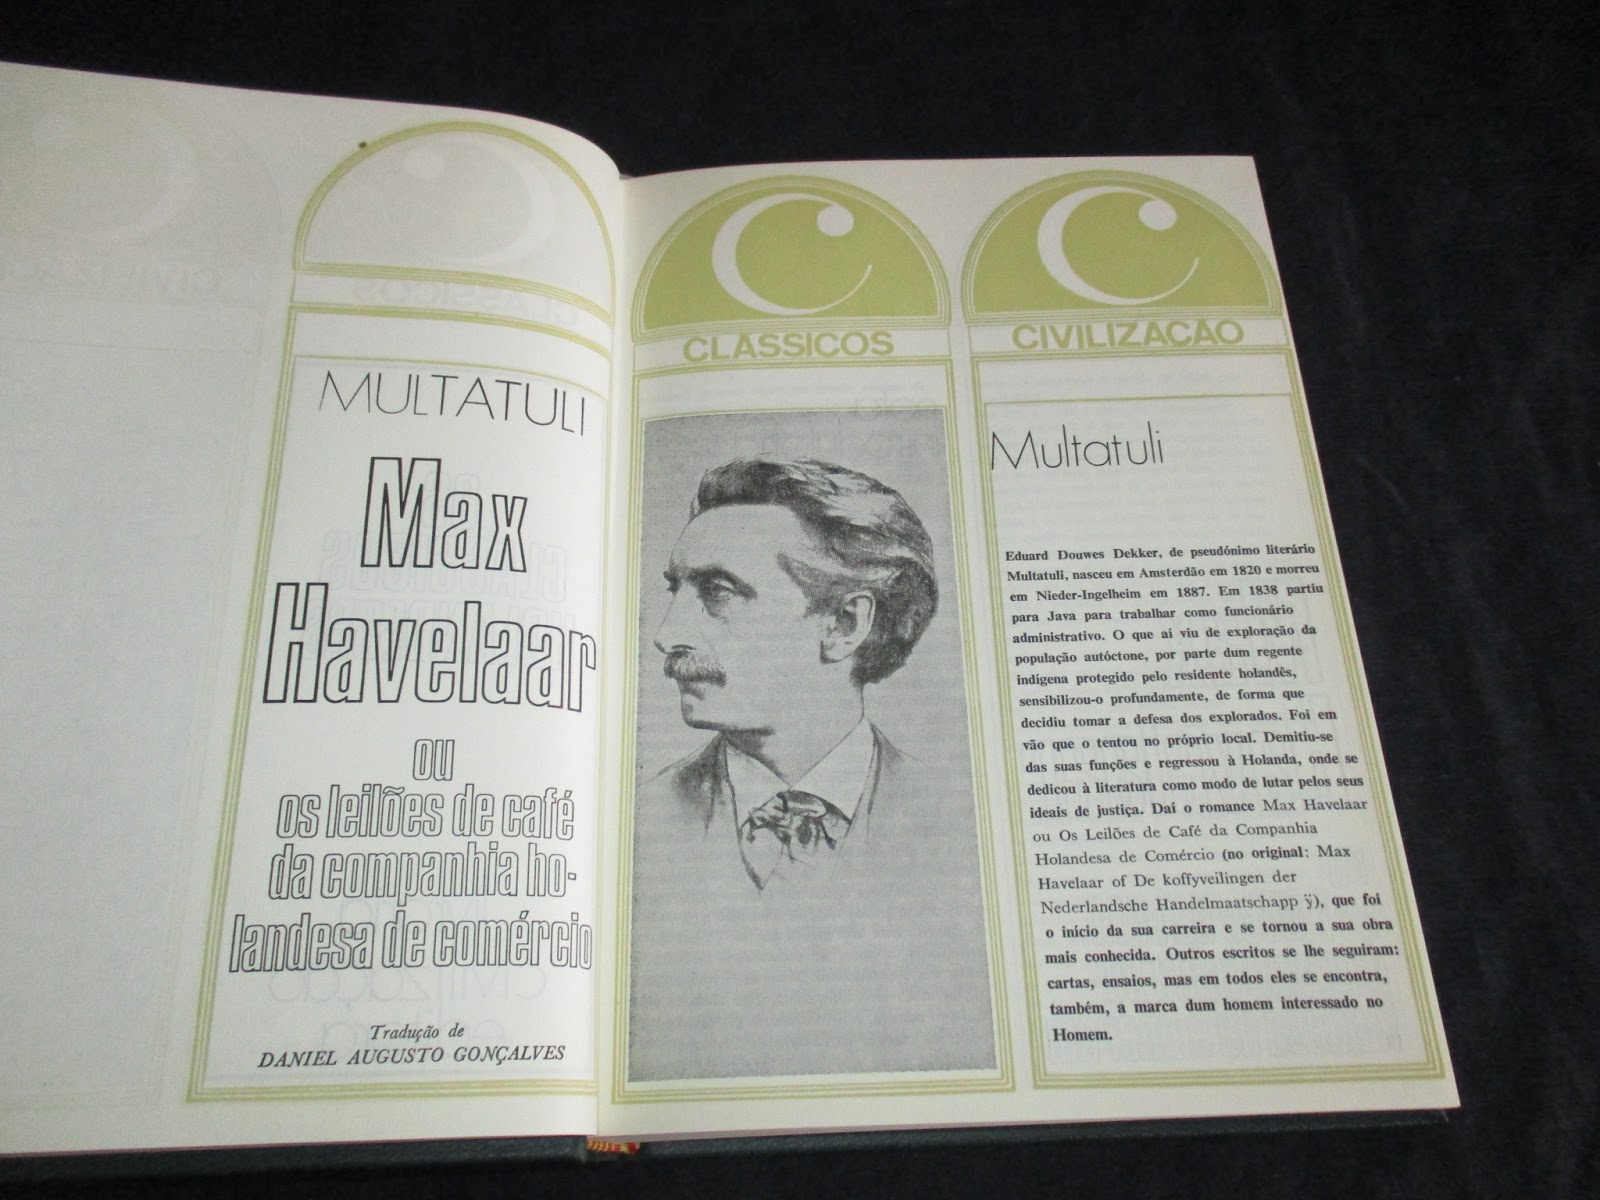 MULTATULI
Max
Havelaar
ou
os leilões de café
da companhia ho-
landesa de comércio
Tradução de
DANIEL AUGUSTO GONÇALVES
CLÁSSICOS
CIVILIZAÇÃO
Multatuli
Eduard Douwes Dekker, de pseudónimo literário
Multatuli, nasceu em Amsterdão em 1820 e morreu
em Nieder-Ingelheim em 1887. Em 1838 partiu
para Java para trabalhar como funcionário
administrativo. O que aí viu de exploração da
população autóctone, por parte dum regente
indígena protegido pelo residente holandês,
sensibilizou-o profundamente, de forma que
decidiu tomar a defesa dos explorados. Foi em
vão que o tentou no próprio local. Demitiu-se
das suas funções e regressou à Holanda, onde se
dedicou à literatura como modo de lutar pelos seus
ideais de justiça. Daí o romance Max Havelaar
ou Os Leilões de Café da Companhia
Holandesa de Comércio (no original: Max
Havelaar of De koffyveilingen der
Nederlandsche Handelmaatschapp ÿ), que foi
o início da sua carreira e se tornou a sua obra
mais conhecida. Outros escritos se lhe seguiram:
cartas, ensaios, mas em todos eles se encontra,
também, a marca dum homem interessado no
Homem.